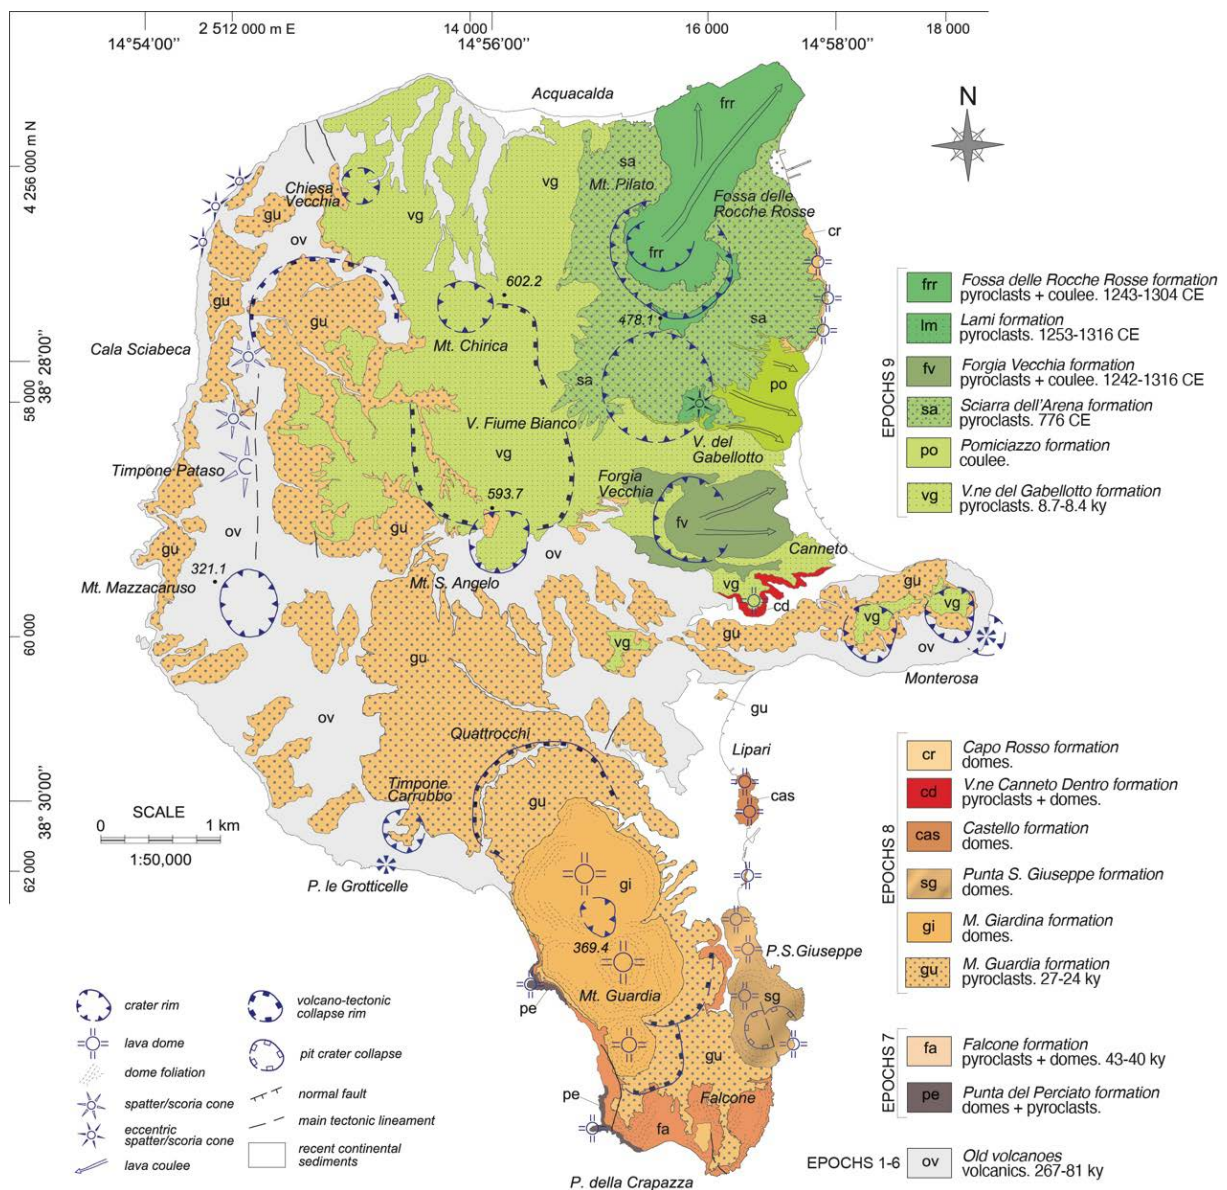 2 512 000 m E
14 000
16 000
18 000
14°54'00''
14°56'00''
14°58'00''
4 256 000 m N
38° 28'00''
58 000
60 000
38° 30'00''
62 000
N
Acquacalda
frr
sa
Mt. Pilato
Fossa delle
Rocche Rosse
vg
Chiesa
Vecchia
gu
vg
ov
cr
frr
602.2
gu
gu
478.1
sa
Mt. Chirica
Cala Sciabeca
sa
po
V. Fiume Bianco
V. del
Gabellotto
vg
Timpone Pataso
Forgia
Vecchia
593.7
fv
ov
gu
ov
Canneto
gu
321.1
Mt. S. Angelo
Mt. Mazzacaruso
vg
cd
gu
vg
vg
gu
vg
ov
gu
Monterosa
gu
ov
Quattrocchi
Lipari
Timpone
Carrubbo
gu
cas
SCALE
0
1 km
1:50,000
P. le Grotticelle
gi
369.4
P.S.Giuseppe
Mt. Guardia
sg
pe
gu
pe
Falcone
fa
P. della Crapazza
EPOCHS 9
frr
Fossa delle Rocche Rosse formation
pyroclasts + coulee. 1243-1304 CE
lm
Lami formation
pyroclasts. 1253-1316 CE
fv
Forgia Vecchia formation
pyroclasts + coulee. 1242-1316 CE
sa
Sciarra dell'Arena formation
pyroclasts. 776 CE
po
Pomiciazzo formation
coulee.
vg
V.ne del Gabellotto formation
pyroclasts. 8.7-8.4 ky
EPOCHS 8
cr
Capo Rosso formation
domes.
cd
V.ne Canneto Dentro formation
pyroclasts + domes.
cas
Castello formation
domes.
sg
Punta S. Giuseppe formation
domes.
gi
M. Giardina formation
domes.
gu
M. Guardia formation
pyroclasts. 27-24 ky
EPOCHS 7
fa
Falcone formation
pyroclasts + domes. 43-40 ky
pe
Punta del Perciato formation
domes + pyroclasts.
EPOCHS 1-6
ov
Old volcanoes
volcanics. 267-81 ky
crater rim
lava dome
dome foliation
spatter/scoria cone
eccentric
spatter/scoria cone
lava coulee
volcano-tectonic
collapse rim
pit crater collapse
normal fault
main tectonic lineament
recent continental
sediments